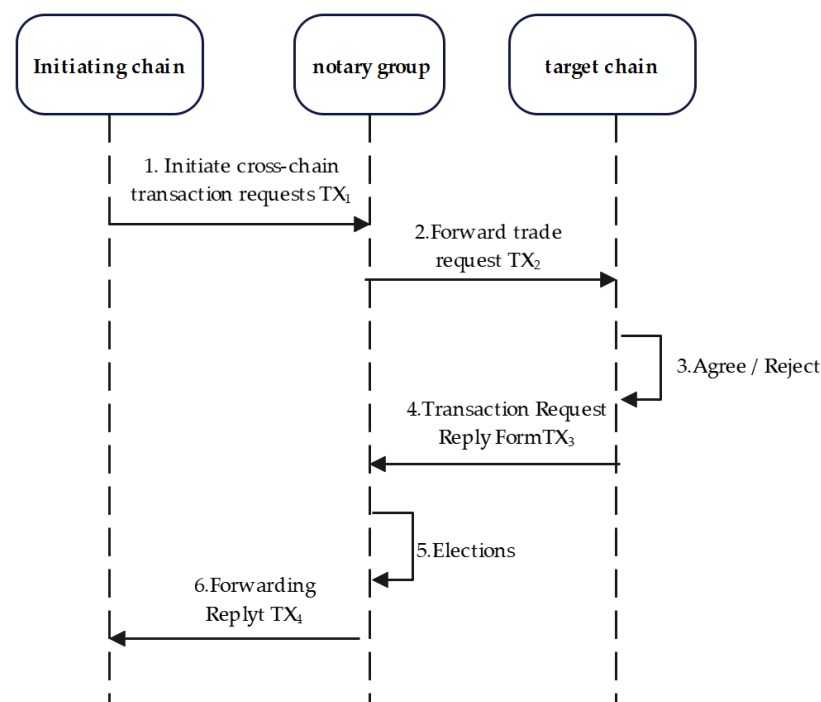 Initiating chain
notary group
target chain
1. Initiate cross-chain
transaction requests TX₁
2.Forward trade
request TX₂
3.Agree / Reject
4.Transaction Request
Reply FormTX₃
5.Elections
6.Forwarding
Replyt TX₄